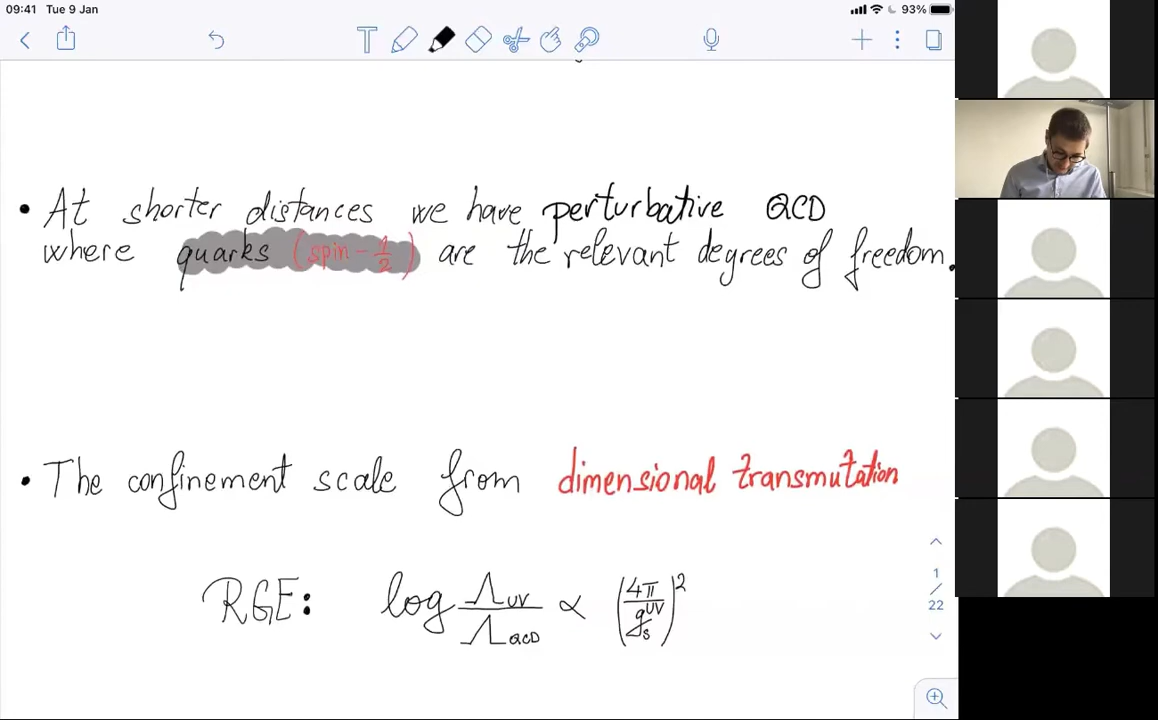 09:41 Tue 9 Jan
93%
• At shorter distances we have perturbative QCD
where quarks (spin-1/2) are the relevant degrees of freedom.
• The confinement scale from dimensional transmutation
RGE: log Λ_UV / Λ_QCD ∝ (4π / g_s^UV)^2
1
/
22